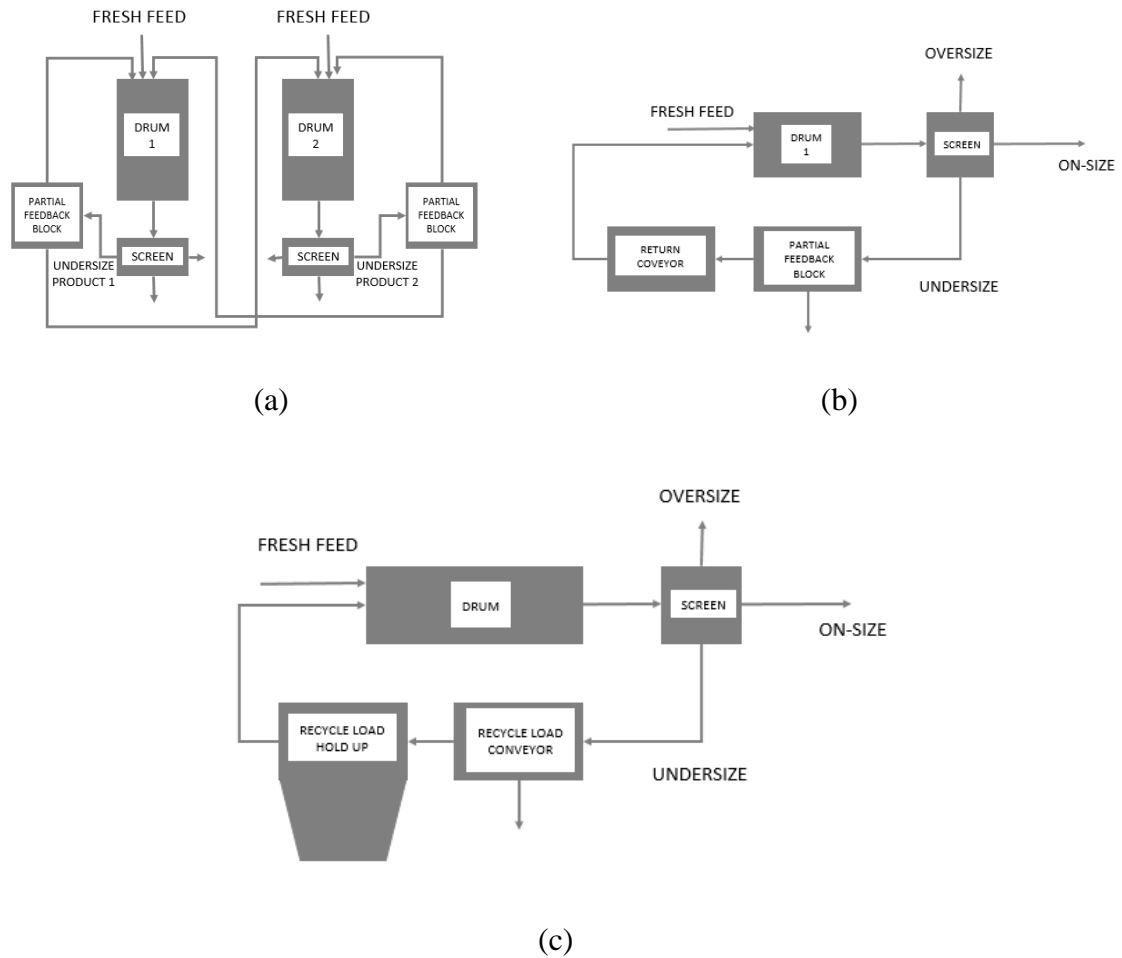 FRESH FEED
FRESH FEED
DRUM
1
DRUM
2
PARTIAL
FEEDBACK
BLOCK
PARTIAL
FEEDBACK
BLOCK
SCREEN
SCREEN
UNDERSIZE
PRODUCT 1
UNDERSIZE
PRODUCT 2
(a)
OVERSIZE
FRESH FEED
DRUM
1
SCREEN
ON-SIZE
RETURN
COVEYOR
PARTIAL
FEEDBACK
BLOCK
UNDERSIZE
(b)
OVERSIZE
FRESH FEED
DRUM
SCREEN
ON-SIZE
RECYCLE LOAD
HOLD UP
RECYCLE LOAD
CONVEYOR
UNDERSIZE
(c)